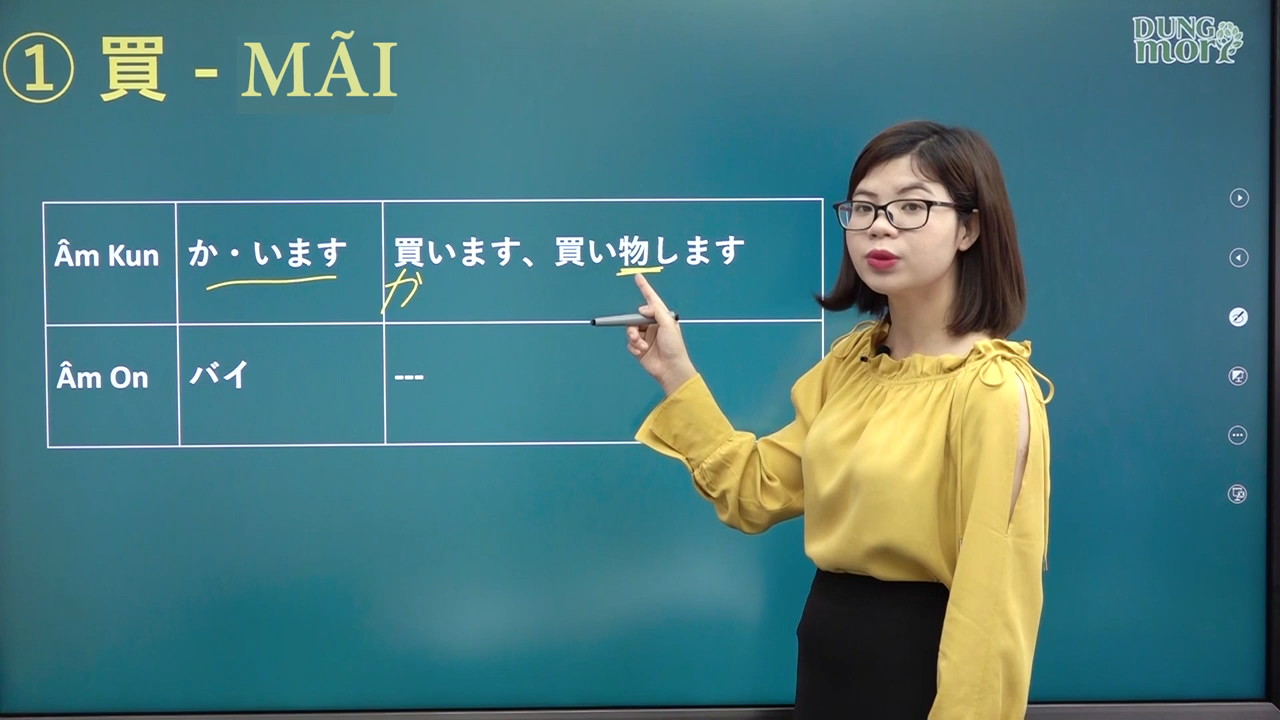 ① 買 - MÃI
DUNG
mori
Âm Kun か・います 買います、買い物します
か
Âm On バイ ---